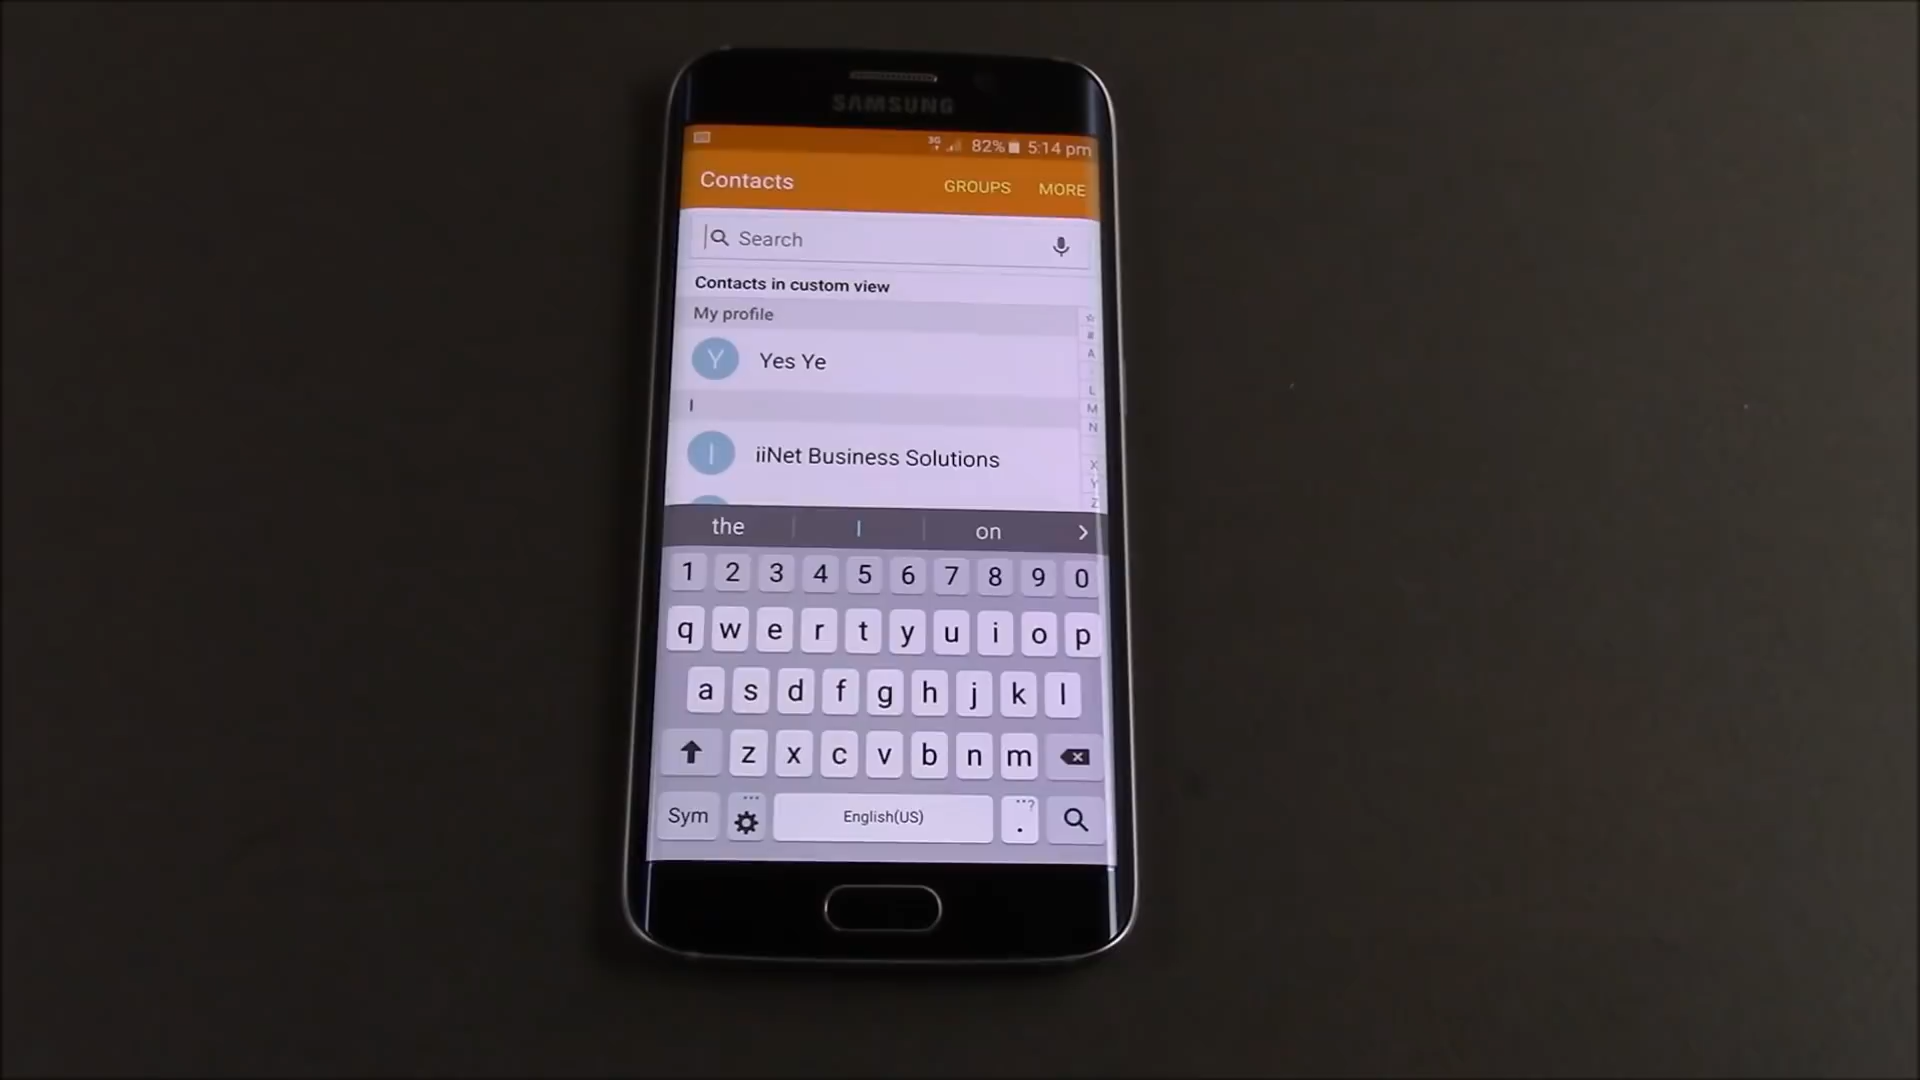 SAMSUNG
3G 82% 5:14 pm
Contacts GROUPS MORE
Search
Contacts in custom view
My profile
Y Yes Ye
I
I iiNet Business Solutions
#
A
L
M
N
X
Y
Z
the I on
1 2 3 4 5 6 7 8 9 0
q w e r t y u i o p
a s d f g h j k l
z x c v b n m
Sym English(US) .